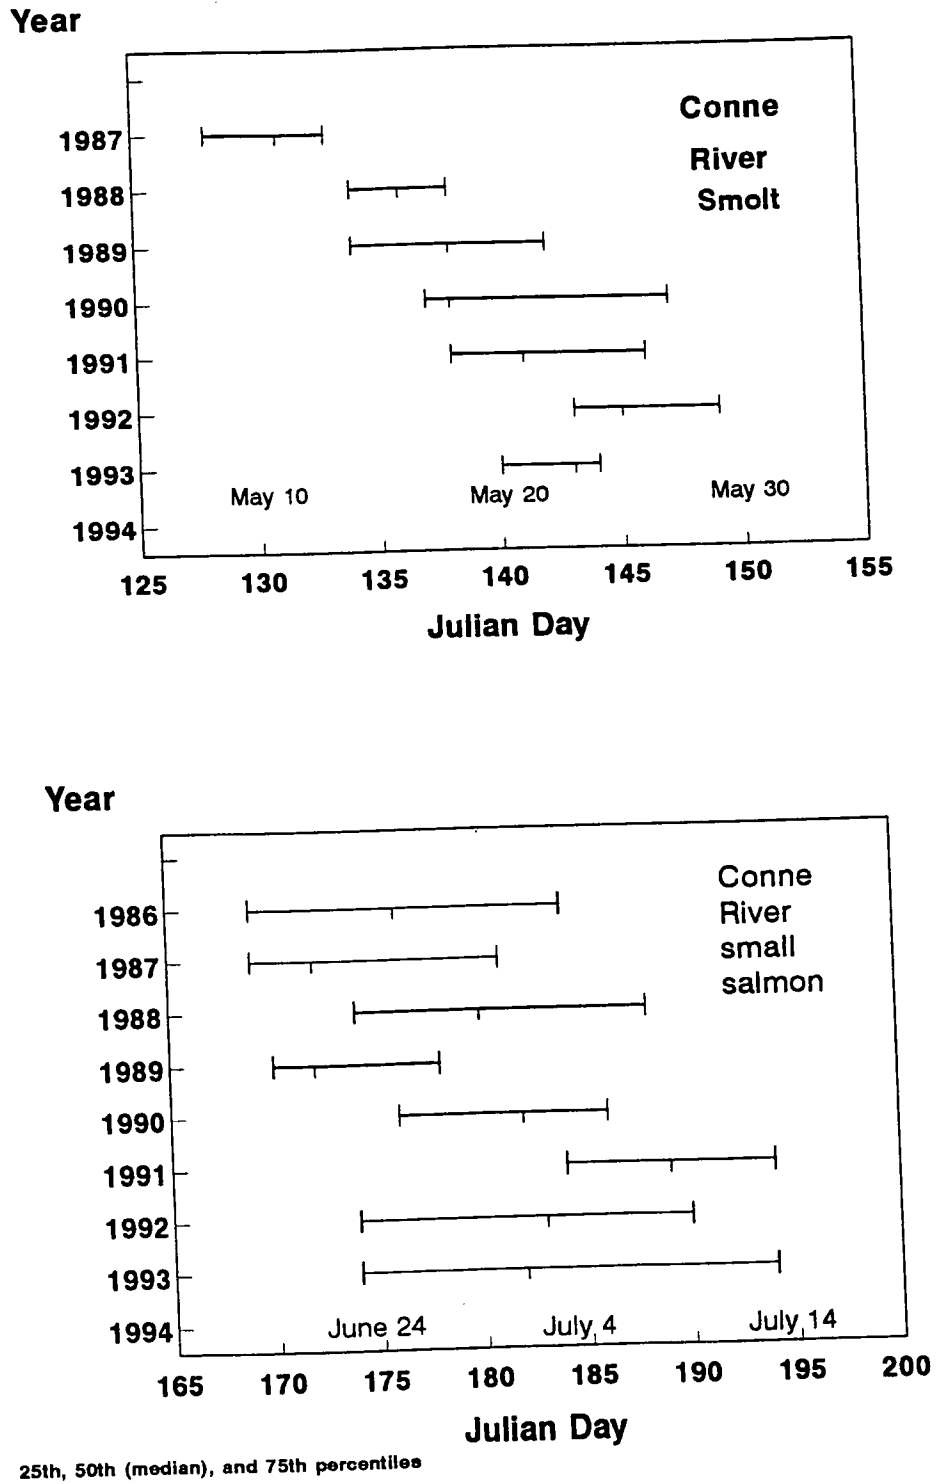 Year
Conne
River
Smolt
1987
1988
1989
1990
1991
1992
1993
1994
May 10 May 20 May 30
125 130 135 140 145 150 155
Julian Day
Year
Conne
River
small
salmon
1986
1987
1988
1989
1990
1991
1992
1993
1994
June 24 July 4 July 14
165 170 175 180 185 190 195 200
Julian Day
25th, 50th (median), and 75th percentiles